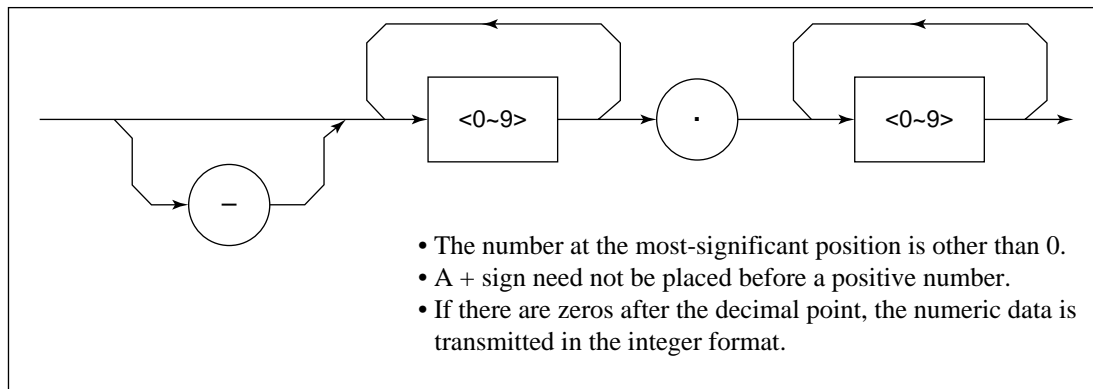 <0~9>
.
<0~9>
−
• The number at the most-significant position is other than 0.
• A + sign need not be placed before a positive number.
• If there are zeros after the decimal point, the numeric data is
transmitted in the integer format.